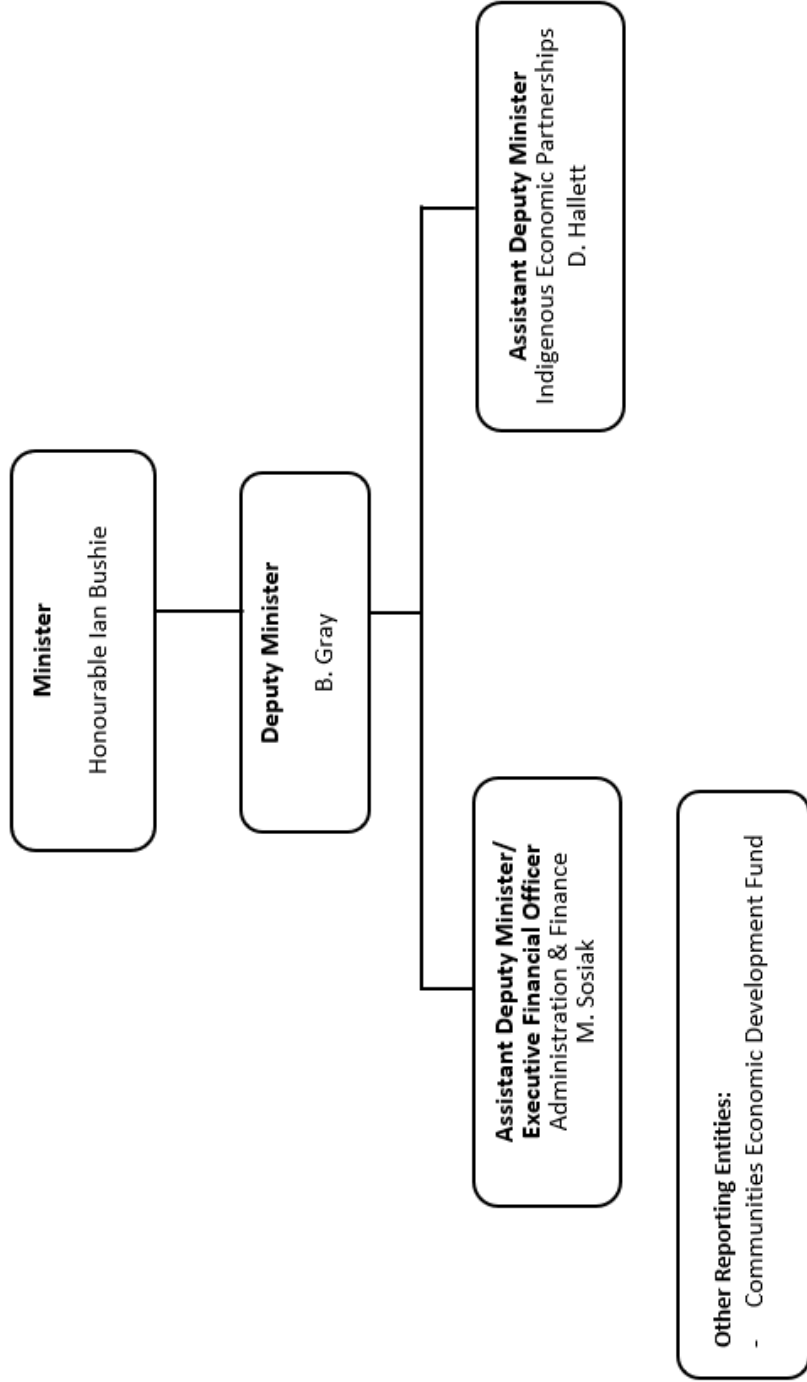 Minister
Honourable Ian Bushie
Deputy Minister
B. Gray
Assistant Deputy Minister/
Executive Financial Officer
Administration & Finance
M. Sosiak
Assistant Deputy Minister
Indigenous Economic Partnerships
D. Hallett
Other Reporting Entities:
- Communities Economic Development Fund